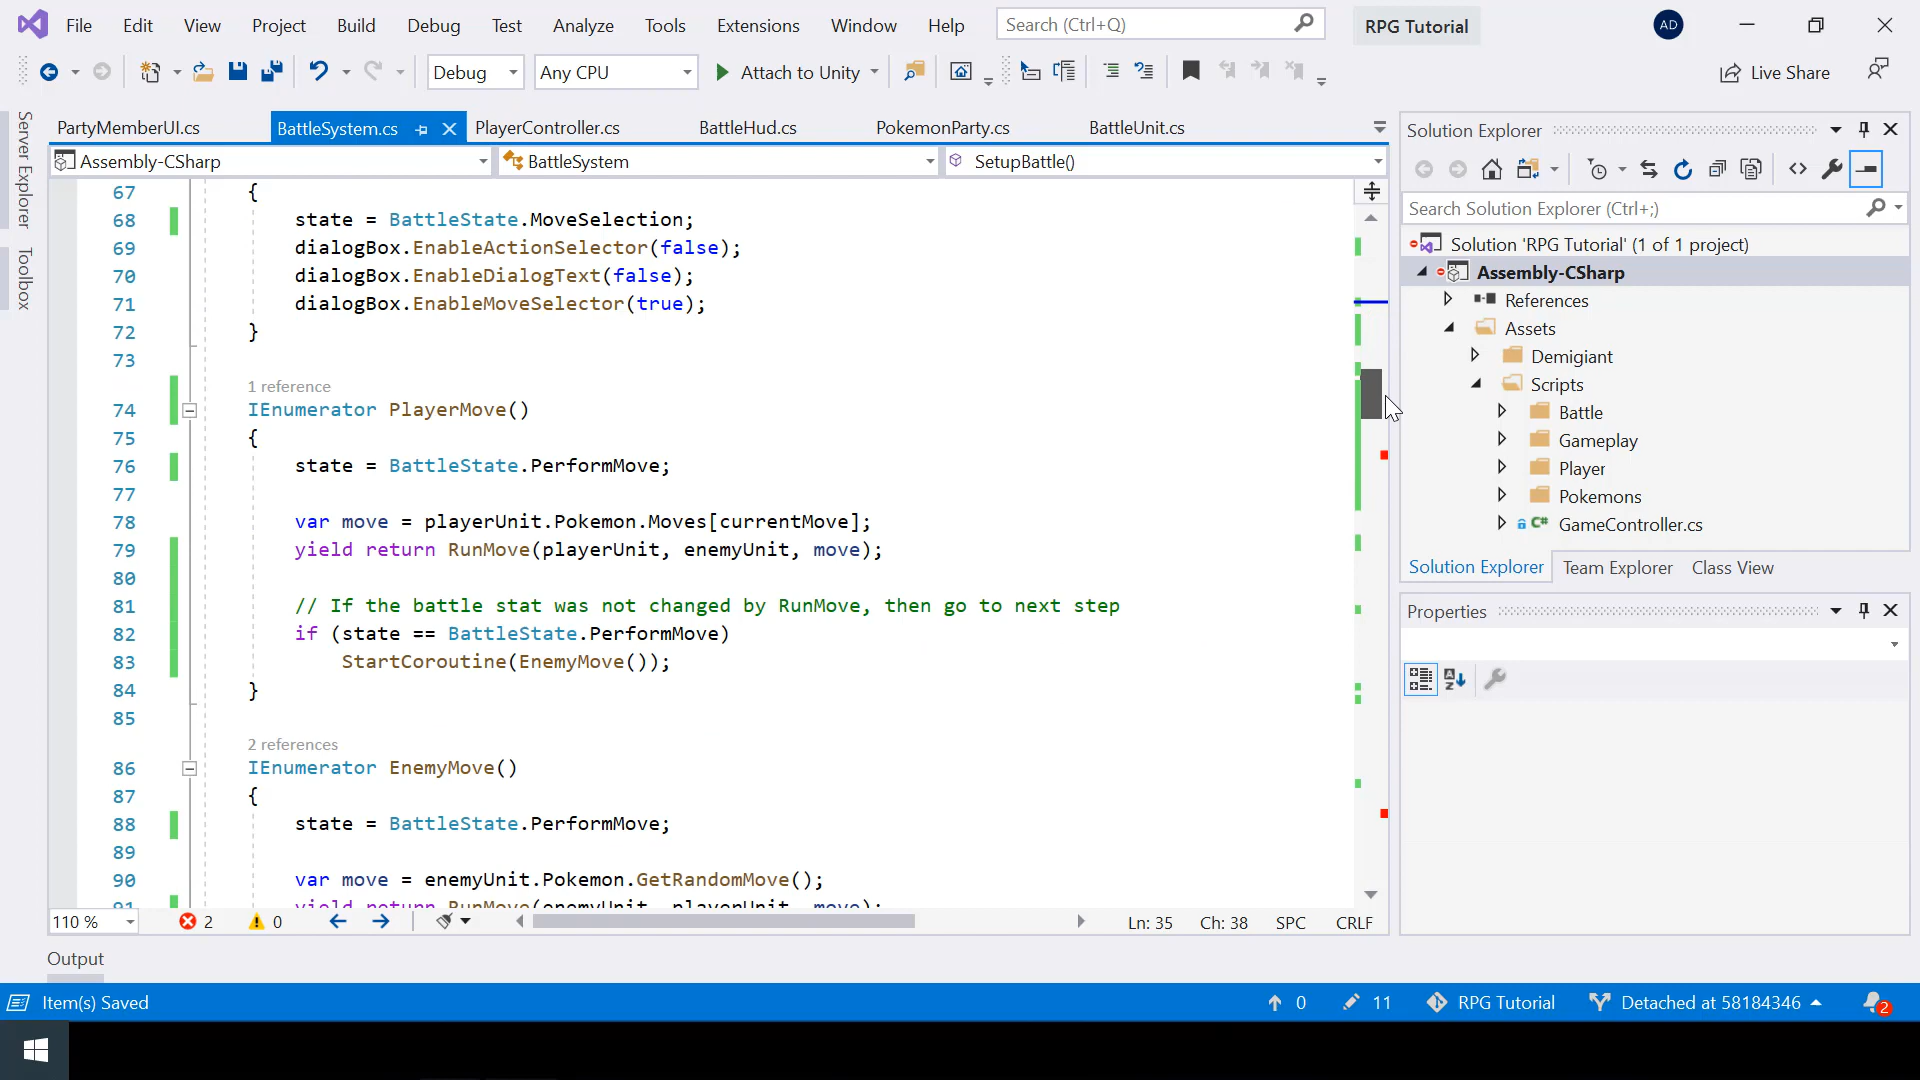 File Edit View Project Build Debug Test Analyze Tools Extensions Window Help Search (Ctrl+Q) RPG Tutorial AD
Debug Any CPU Attach to Unity Live Share
Server Explorer
Toolbox
PartyMemberUI.cs BattleSystem.cs PlayerController.cs BattleHud.cs PokemonParty.cs BattleUnit.cs
Assembly-CSharp BattleSystem SetupBattle()
67 {
68 state = BattleState.MoveSelection;
69 dialogBox.EnableActionSelector(false);
70 dialogBox.EnableDialogText(false);
71 dialogBox.EnableMoveSelector(true);
72 }
73
1 reference
74 IEnumerator PlayerMove()
75 {
76 state = BattleState.PerformMove;
77
78 var move = playerUnit.Pokemon.Moves[currentMove];
79 yield return RunMove(playerUnit, enemyUnit, move);
80
81 // If the battle stat was not changed by RunMove, then go to next step
82 if (state == BattleState.PerformMove)
83 StartCoroutine(EnemyMove());
84 }
85
2 references
86 IEnumerator EnemyMove()
87 {
88 state = BattleState.PerformMove;
89
90 var move = enemyUnit.Pokemon.GetRandomMove();
91 yield return RunMove(enemyUnit, playerUnit, move);
110 % 2 0 Ln: 35 Ch: 38 SPC CRLF
Solution Explorer
Search Solution Explorer (Ctrl+;)
Solution 'RPG Tutorial' (1 of 1 project)
Assembly-CSharp
References
Assets
Demigiant
Scripts
Battle
Gameplay
Player
Pokemons
GameController.cs
Solution Explorer Team Explorer Class View
Properties
Output
Item(s) Saved 0 11 RPG Tutorial Detached at 58184346 2